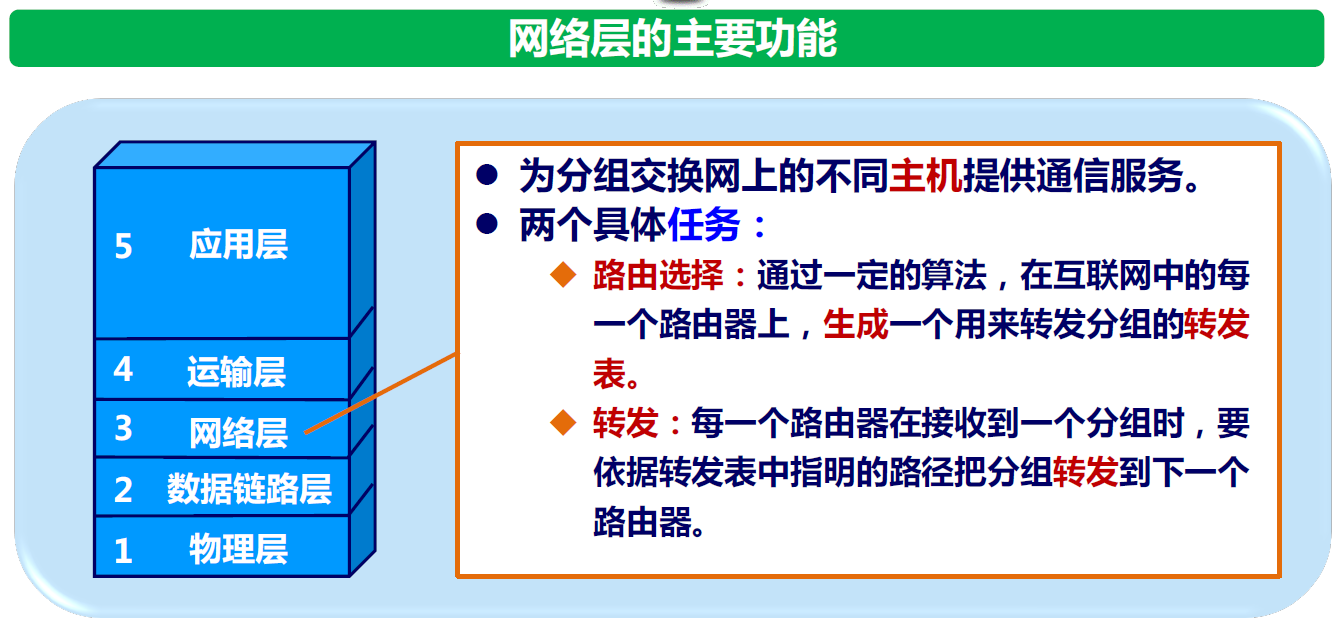 网络层的主要功能
5 应用层
4 运输层
3 网络层
2 数据链路层
1 物理层
● 为分组交换网上的不同主机提供通信服务。
● 两个具体任务：
◆ 路由选择：通过一定的算法，在互联网中的每
一个路由器上，生成一个用来转发分组的转发
表。
◆ 转发：每一个路由器在接收到一个分组时，要
依据转发表中指明的路径把分组转发到下一个
路由器。